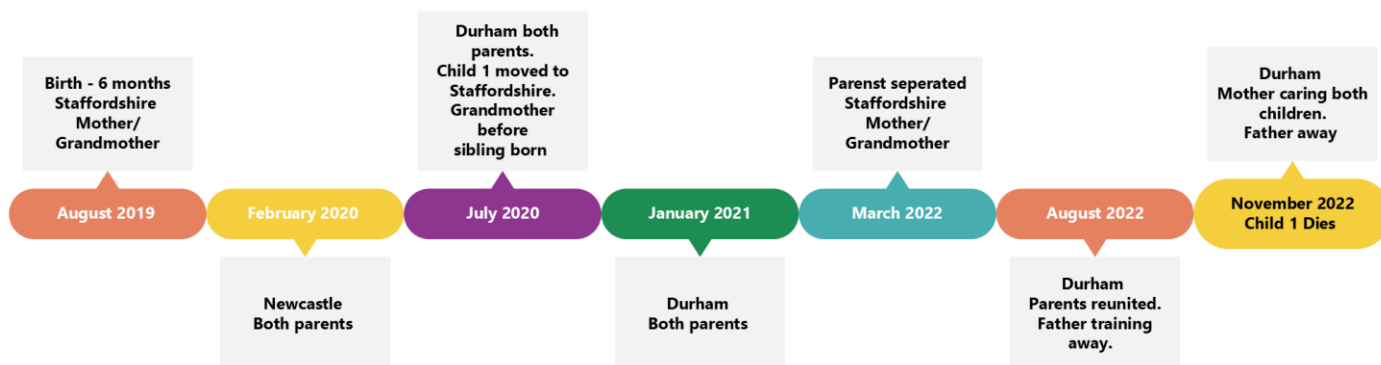 Birth - 6 months
Staffordshire
Mother/
Grandmother
August 2019
February 2020
Newcastle
Both parents
Durham both
parents.
Child 1 moved to
Staffordshire.
Grandmother
before
sibling born
July 2020
January 2021
Durham
Both parents
Parenst seperated
Staffordshire
Mother/
Grandmother
March 2022
August 2022
Durham
Parents reunited.
Father training
away.
Durham
Mother caring both
children.
Father away
November 2022
Child 1 Dies